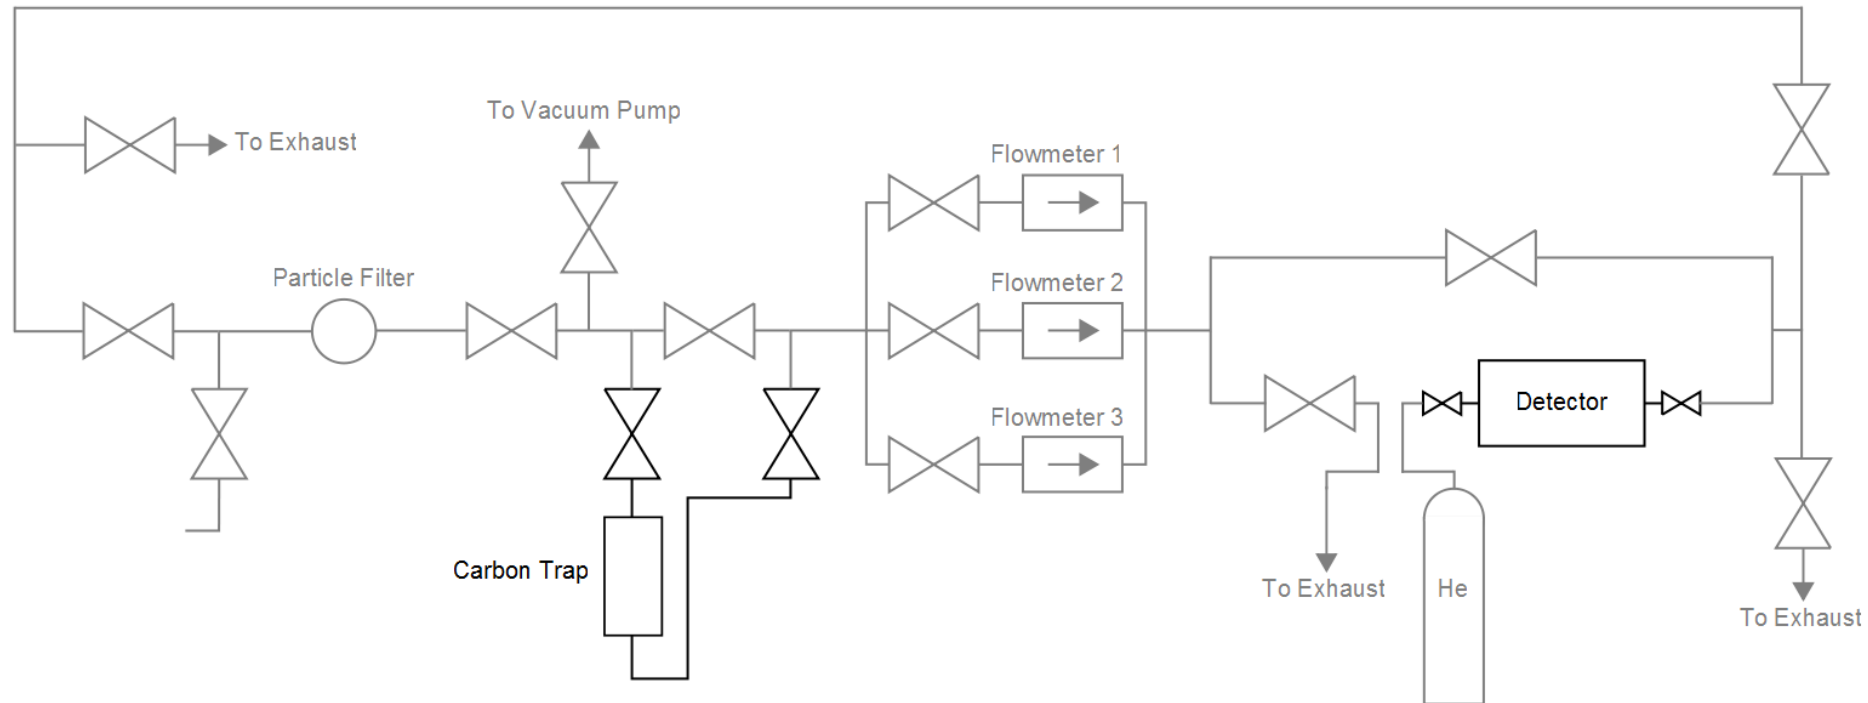 To Vacuum Pump
To Exhaust
Flowmeter 1
Particle Filter
Flowmeter 2
Detector
Flowmeter 3
Carbon Trap
To Exhaust
He
To Exhaust